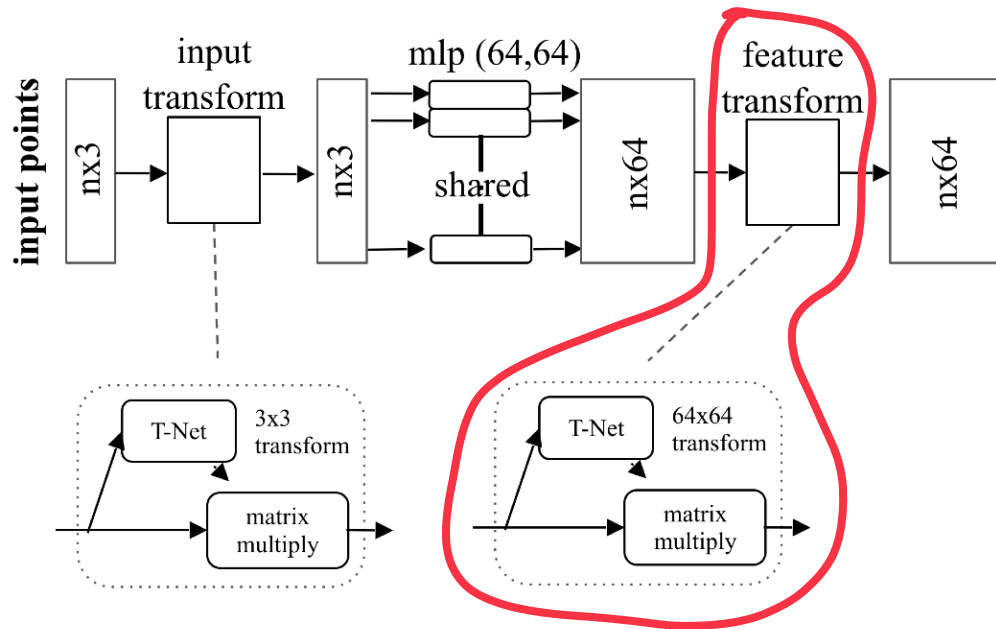 input points
nx3
input
transform
nx3
mlp (64,64)
shared
nx64
feature
transform
nx64
T-Net
3x3
transform
matrix
multiply
T-Net
64x64
transform
matrix
multiply